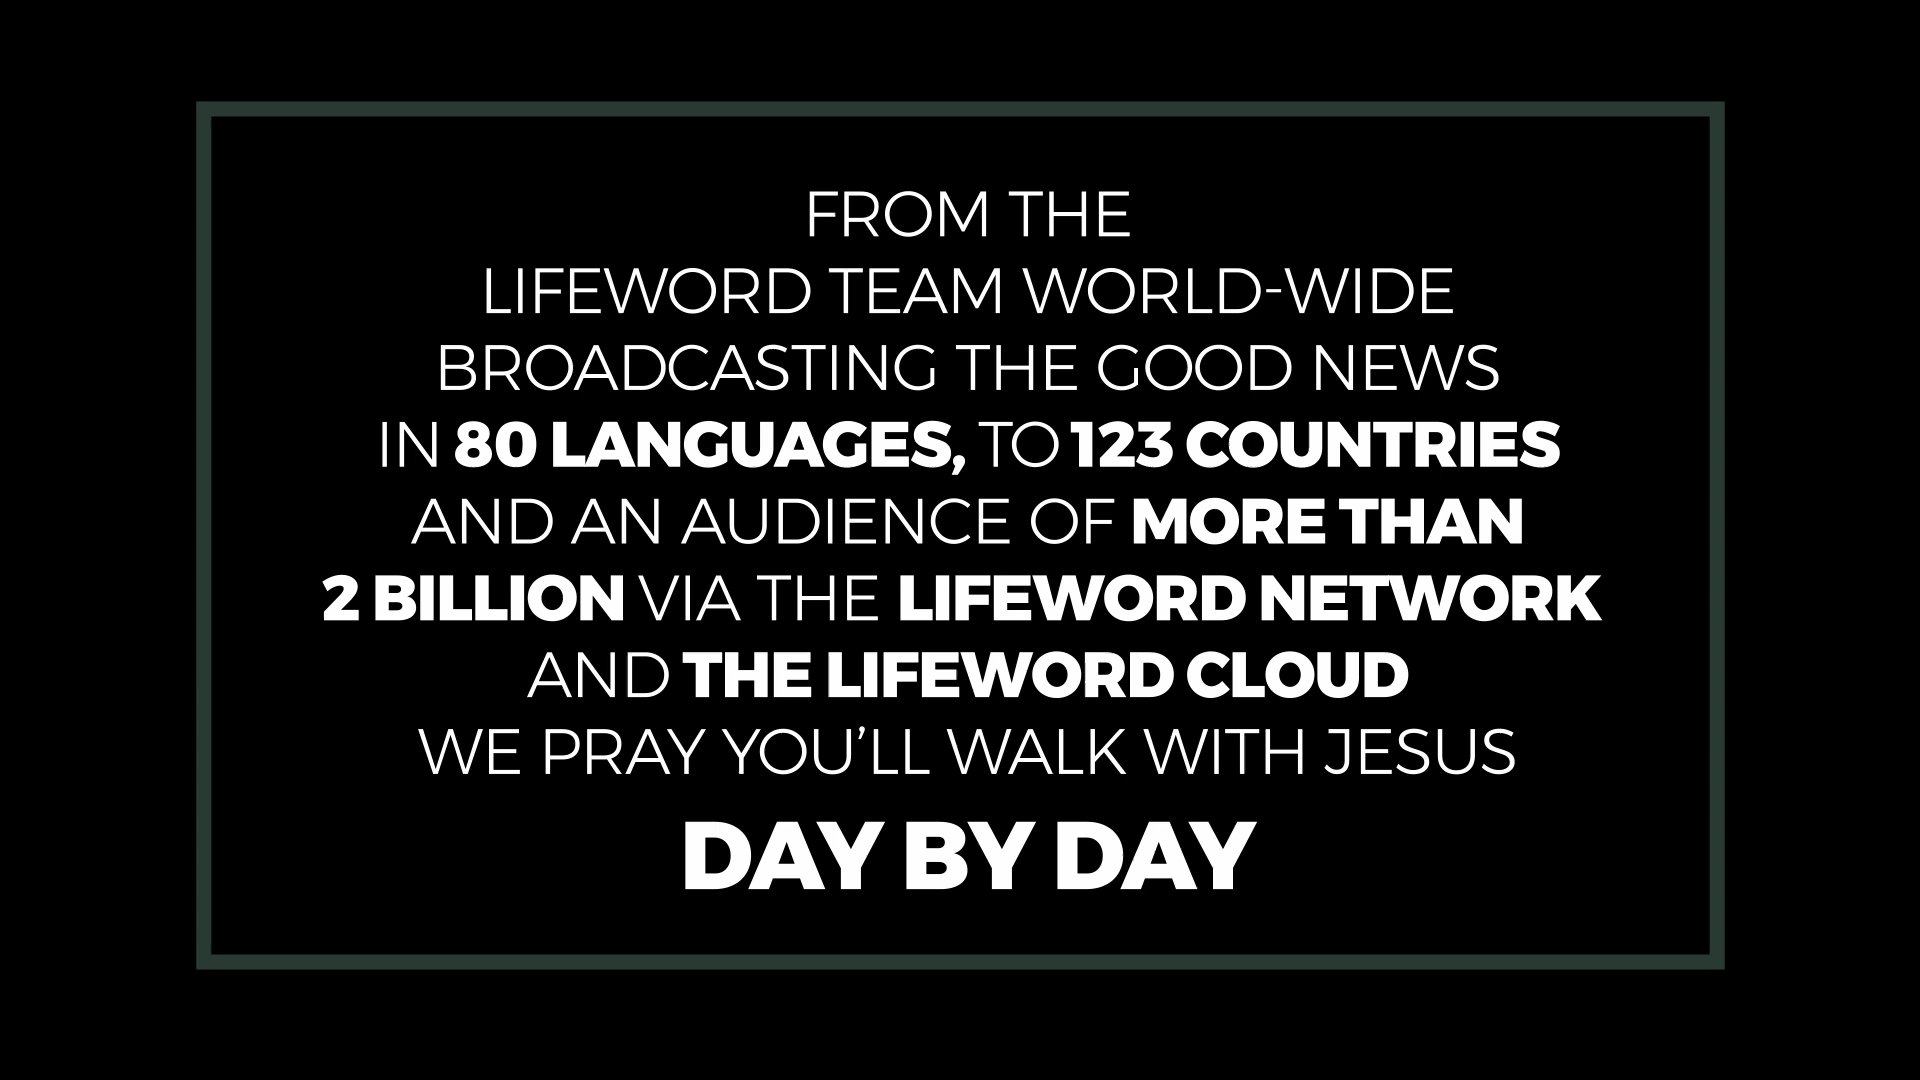 FROM THE
LIFEWORD TEAM WORLD-WIDE
BROADCASTING THE GOOD NEWS
IN 80 LANGUAGES, TO 123 COUNTRIES
AND AN AUDIENCE OF MORE THAN
2 BILLION VIA THE LIFEWORD NETWORK
AND THE LIFEWORD CLOUD
WE PRAY YOU’LL WALK WITH JESUS
DAY BY DAY